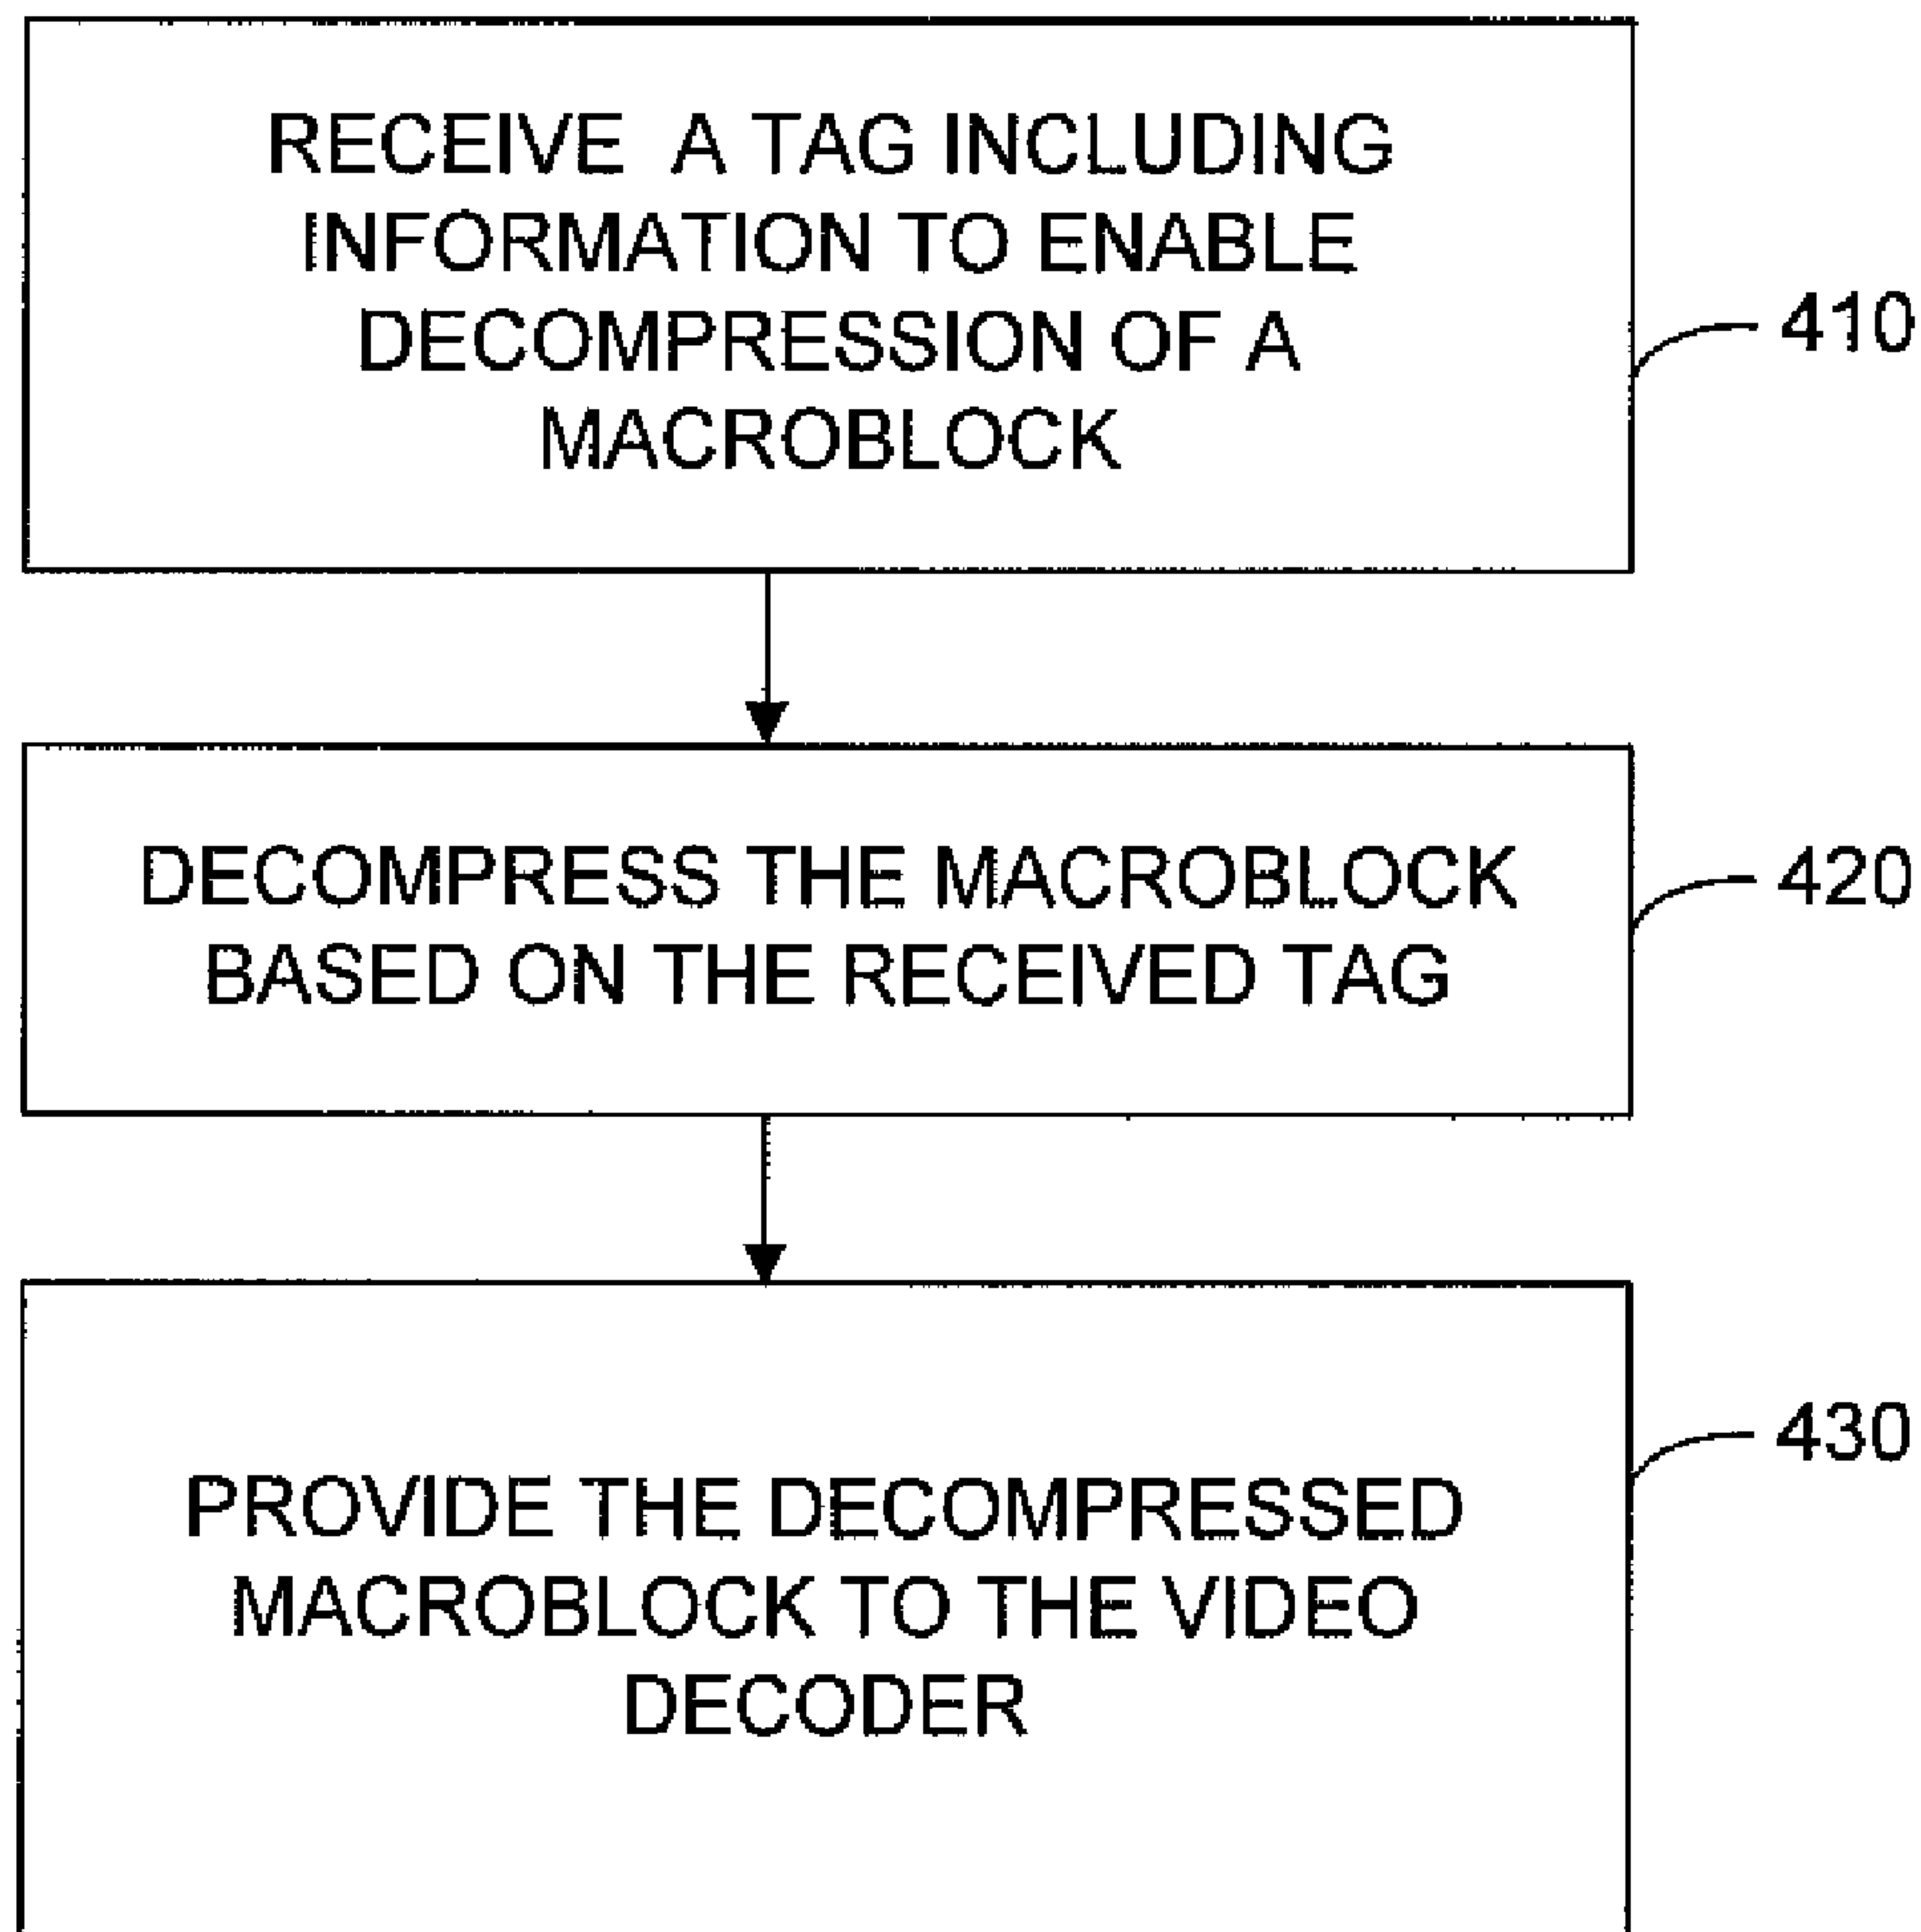 RECEIVE A TAG INCLUDING
INFORMATION TO ENABLE
DECOMPRESSION OF A
MACROBLOCK
410
DECOMPRESS THE MACROBLOCK
BASED ON THE RECEIVED TAG
420
PROVIDE THE DECOMPRESSED
MACROBLOCK TO THE VIDEO
DECODER
430